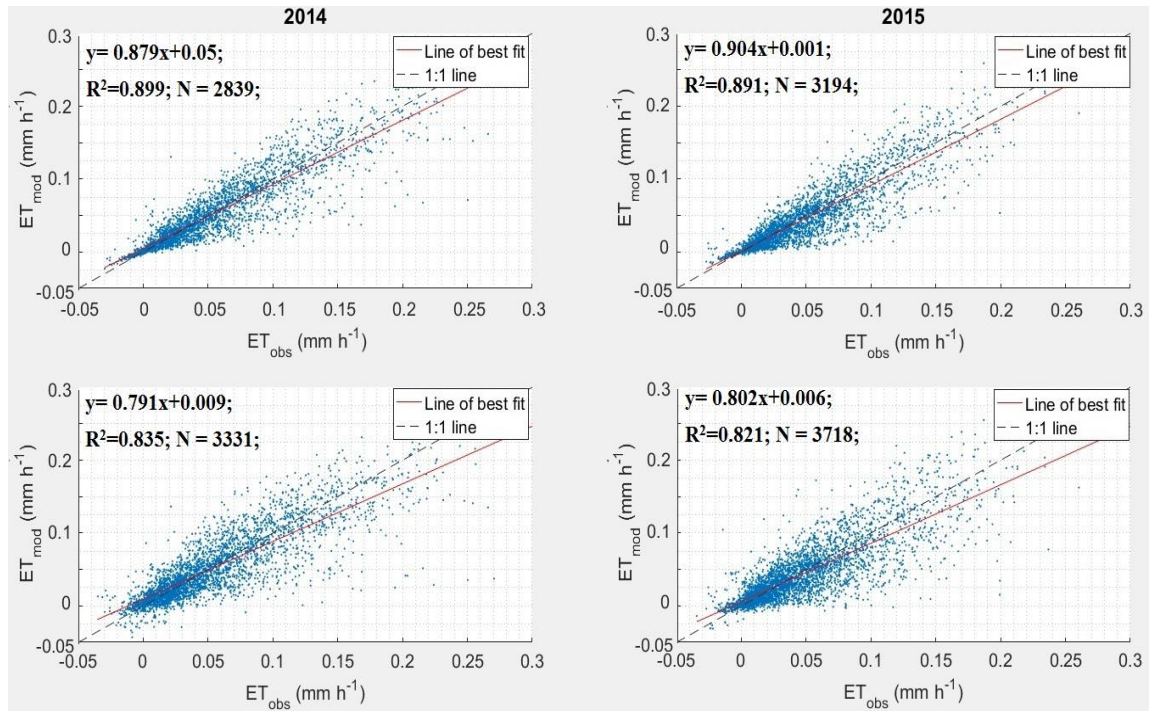 2014
y= 0.879x+0.05;
R²=0.899; N = 2839;
Line of best fit
1:1 line
0.3
0.2
0.1
0
-0.05
ET_mod (mm h⁻¹)
-0.05 0 0.05 0.1 0.15 0.2 0.25 0.3
ET_obs (mm h⁻¹)
2015
y= 0.904x+0.001;
R²=0.891; N = 3194;
Line of best fit
1:1 line
0.3
0.2
0.1
0
-0.05
ET_mod (mm h⁻¹)
-0.05 0 0.05 0.1 0.15 0.2 0.25 0.3
ET_obs (mm h⁻¹)
y= 0.791x+0.009;
R²=0.835; N = 3331;
Line of best fit
1:1 line
0.3
0.2
0.1
0
-0.05
ET_mod (mm h⁻¹)
-0.05 0 0.05 0.1 0.15 0.2 0.25 0.3
ET_obs (mm h⁻¹)
y= 0.802x+0.006;
R²=0.821; N = 3718;
Line of best fit
1:1 line
0.3
0.2
0.1
0
-0.05
ET_mod (mm h⁻¹)
-0.05 0 0.05 0.1 0.15 0.2 0.25 0.3
ET_obs (mm h⁻¹)